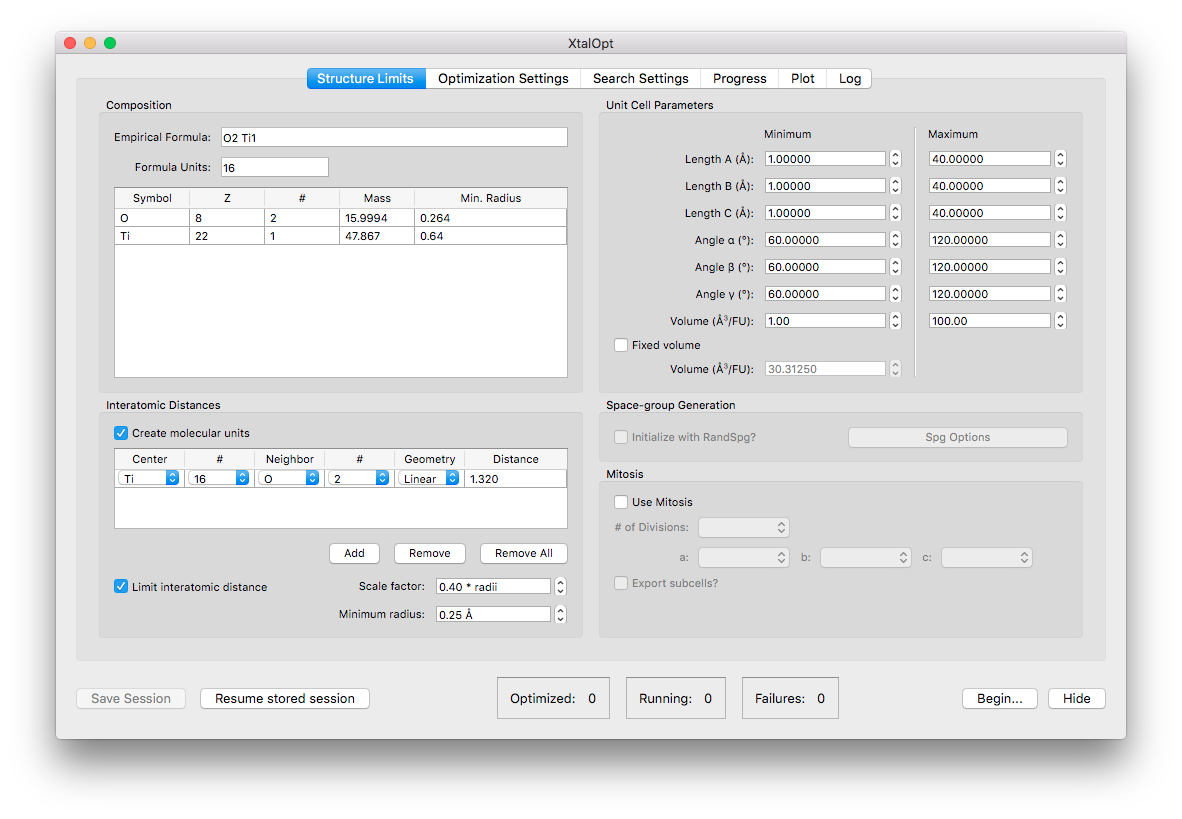 XtalOpt
Structure Limits Optimization Settings Search Settings Progress Plot Log
Composition
Empirical Formula: O2 Ti1
Formula Units: 16
Symbol Z # Mass Min. Radius
O 8 2 15.9994 0.264
Ti 22 1 47.867 0.64
Interatomic Distances
Create molecular units
Center # Neighbor # Geometry Distance
Ti 16 O 2 Linear 1.320
Add Remove Remove All
Limit interatomic distance Scale factor: 0.40 * radii
Minimum radius: 0.25 Å
Unit Cell Parameters
Minimum Maximum
Length A (Å): 1.00000 40.00000
Length B (Å): 1.00000 40.00000
Length C (Å): 1.00000 40.00000
Angle α (°): 60.00000 120.00000
Angle β (°): 60.00000 120.00000
Angle γ (°): 60.00000 120.00000
Volume (Å³/FU): 1.00 100.00
Fixed volume
Volume (Å³/FU): 30.31250
Space-group Generation
Initialize with RandSpg? Spg Options
Mitosis
Use Mitosis
# of Divisions:
a: b: c:
Export subcells?
Save Session Resume stored session Optimized: 0 Running: 0 Failures: 0 Begin... Hide